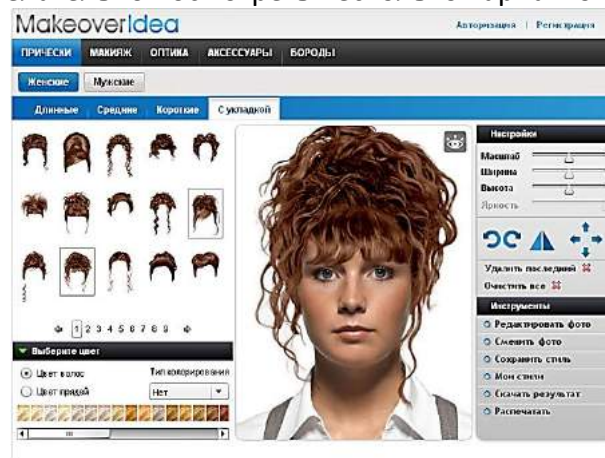 MakeoverIdea
Авторизация | Регистрация
ПРИЧЕСКИ МАКИЯЖ ОПТИКА АКСЕССУАРЫ БОРОДЫ
Женские Мужские
Длинные Средние Короткие С укладкой
Настройки
Масштаб
Ширина
Высота
Яркость
Удалить последний
Очистить все
Инструменты
Редактировать фото
Сменить фото
Сохранить стиль
Мои стили
Скачать результат
Распечатать
1 2 3 4 5 6 7 8 9
Выберите цвет
Цвет волос Тип колорирования
Цвет прядей Нет